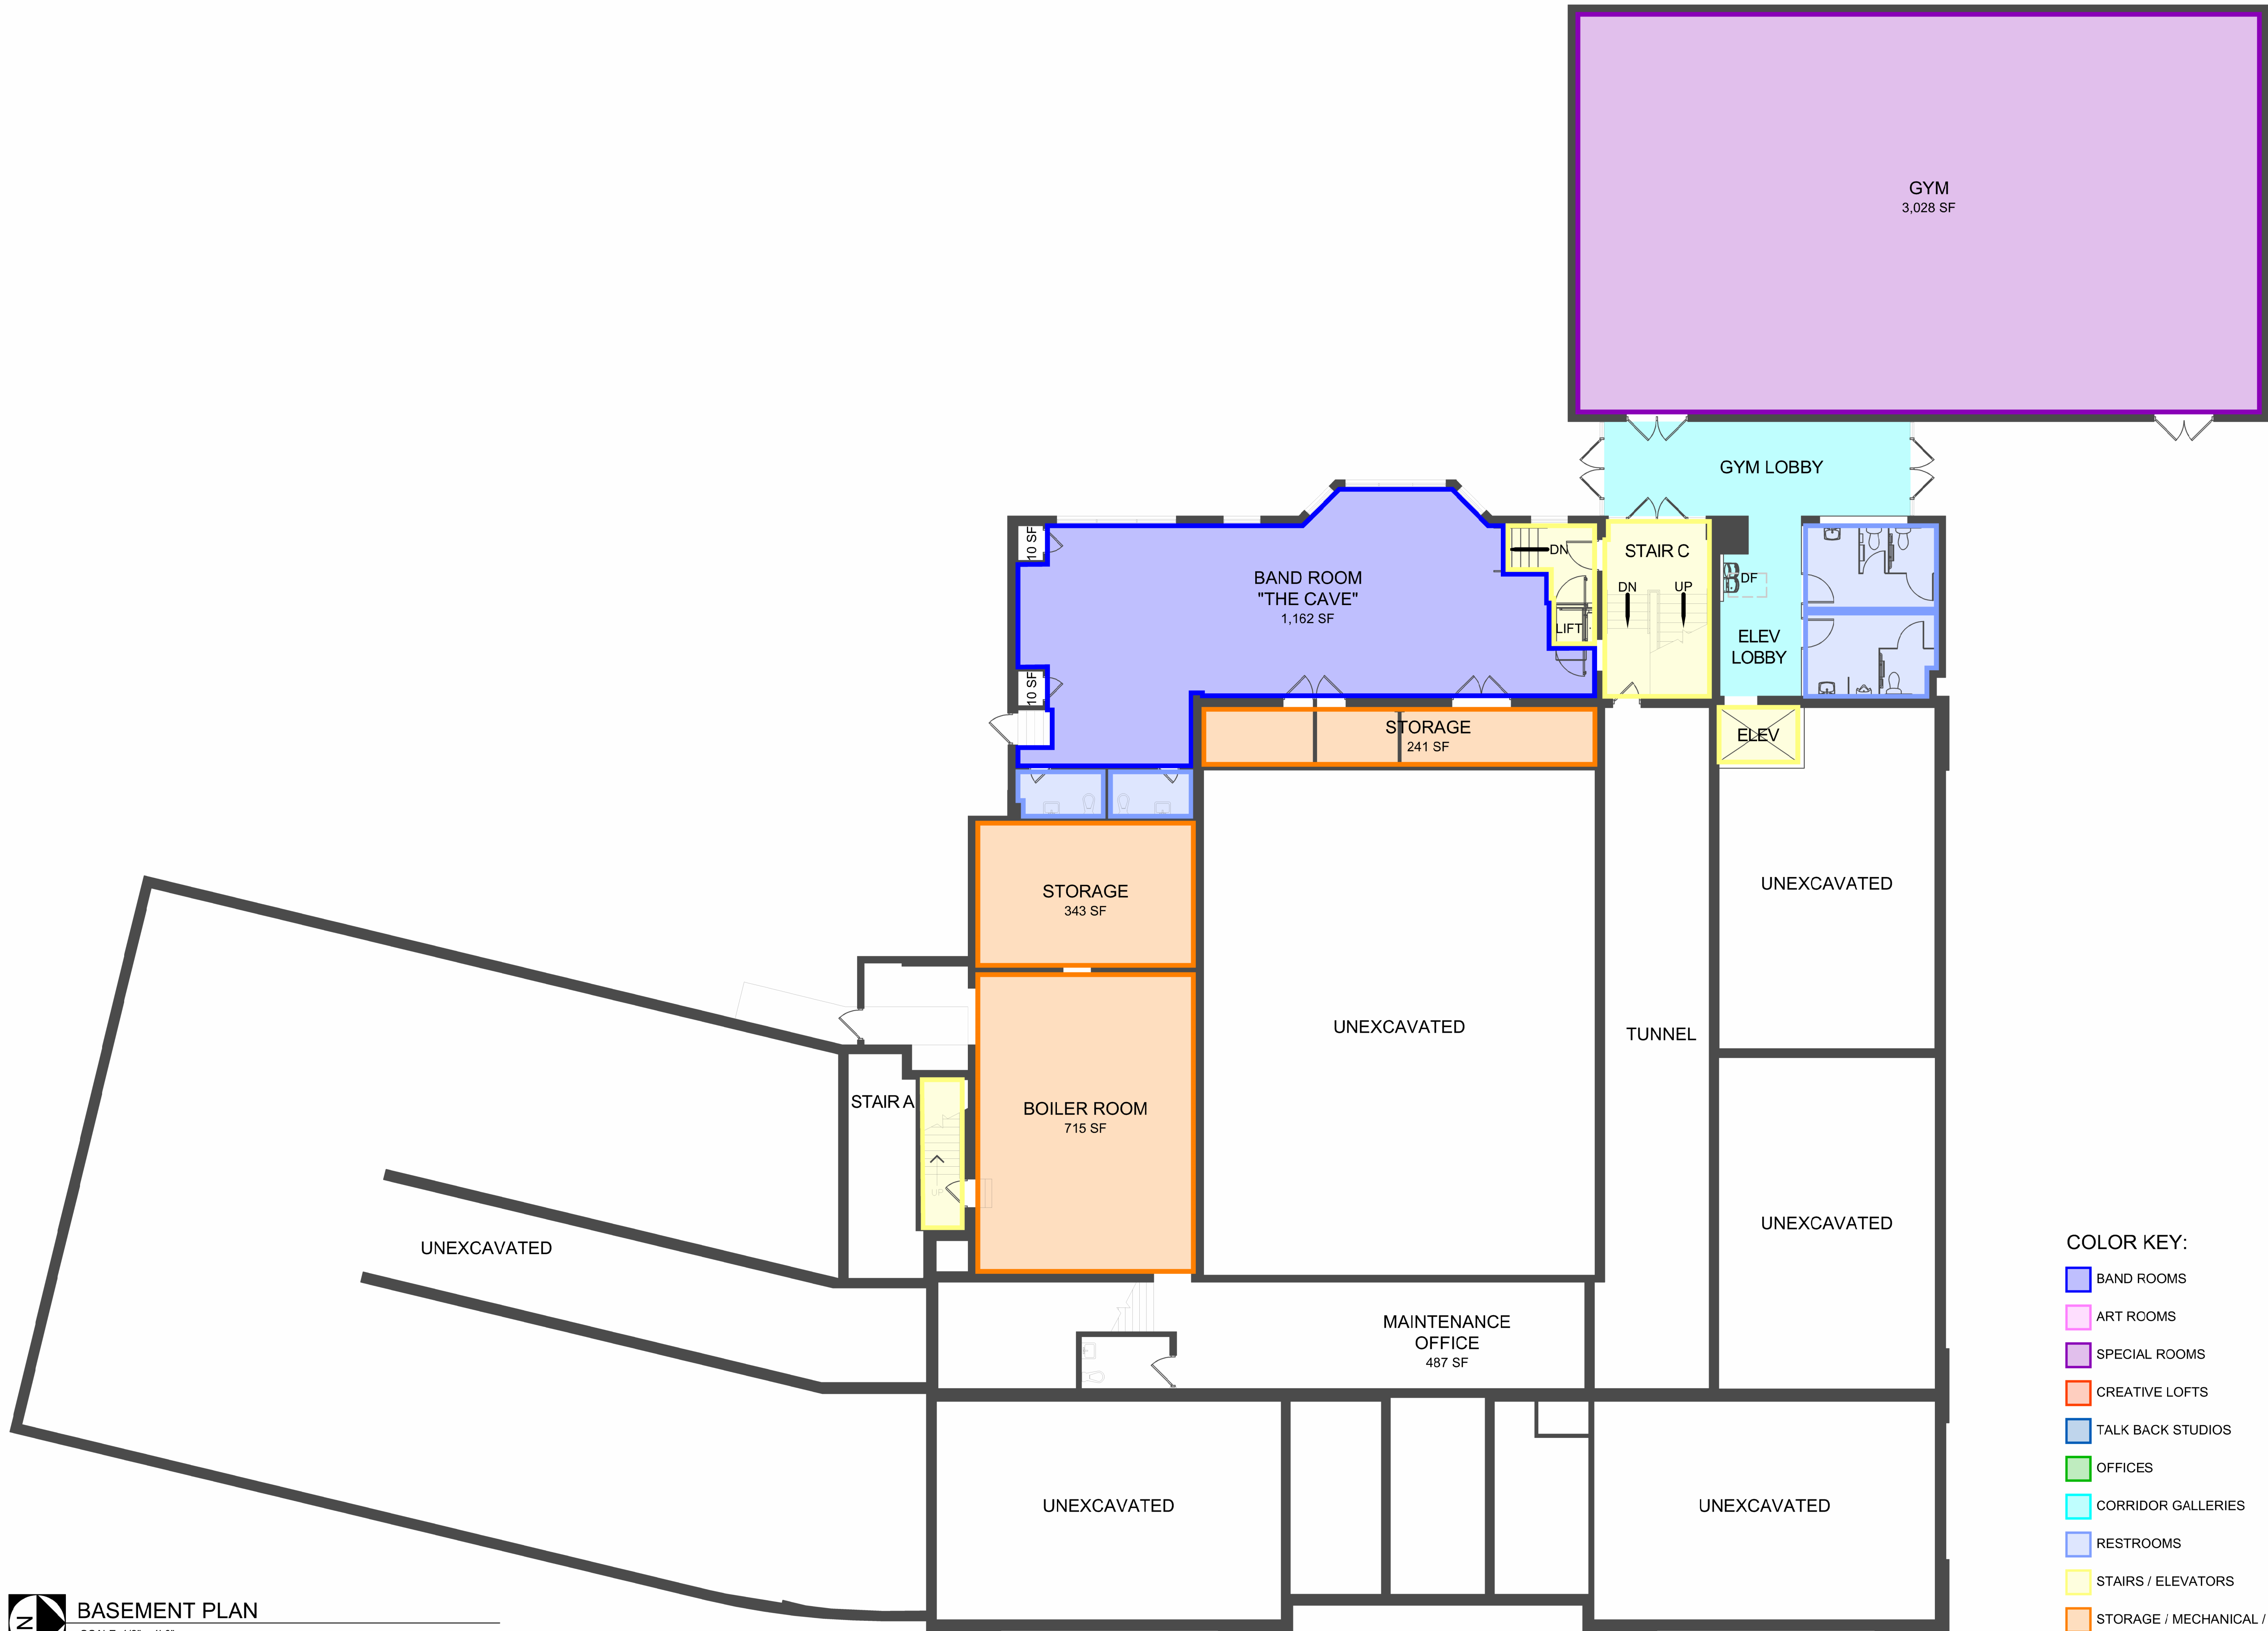 GYM
3,028 SF
GYM LOBBY
10 SF
BAND ROOM
"THE CAVE"
1,162 SF
DN
LIFT
STAIR C
DN
UP
DF
ELEV
LOBBY
10 SF
STORAGE
241 SF
ELEV
STORAGE
343 SF
UNEXCAVATED
UNEXCAVATED
TUNNEL
STAIR A
UP
BOILER ROOM
715 SF
UNEXCAVATED
UNEXCAVATED
MAINTENANCE
OFFICE
487 SF
UNEXCAVATED
UNEXCAVATED
COLOR KEY:
BAND ROOMS
ART ROOMS
SPECIAL ROOMS
CREATIVE LOFTS
TALK BACK STUDIOS
OFFICES
CORRIDOR GALLERIES
RESTROOMS
STAIRS / ELEVATORS
STORAGE / MECHANICAL /
N
BASEMENT PLAN